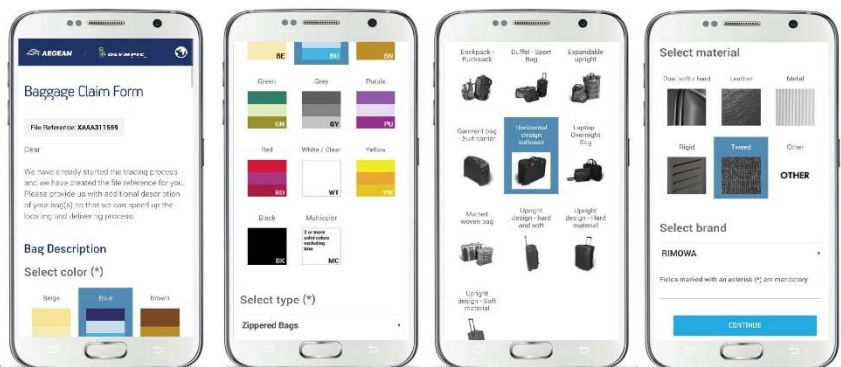 AEGEAN
OLYMPIC
Baggage Claim Form
File Reference: XAAA311559
Dear
We have already started the tracing process
and we have created the file reference for you.
Please provide us with additional description
of your bag(s) so that we can speed up the
locating and delivering process.
Bag Description
Select color (*)
Beige Blue Brown
BE BU BN
Green Grey Purple
GN GY PU
Red White / Clear Yellow
RD WT YW
Black Multicolor
2 or more
solid colors
excluding
BK MC
Select type (*)
Zippered Bags
Backpack - Rucksack
Duffel - Sport Bag
Expandable upright
Garment bag - Suit carrier
Horizontal design suitcase
Laptop Overnight Bag
Matted woven bag
Upright design - hard and soft
Upright design - Hard material
Upright design - Soft material
Select material
Dual soft / hard Leather Metal
Rigid Tweed Other
OTHER
Select brand
RIMOWA
Fields marked with an asterisk (*) are mandatory
CONTINUE